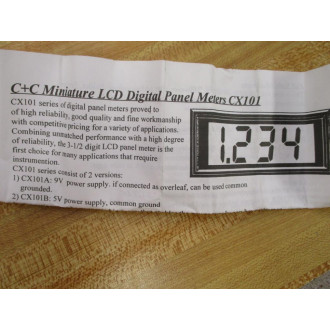 C+C Miniature LCD Digital Panel Meters CX101
CX101 series of digital panel meters proved to
of high reliability, good quality and fine workmanship
with competitive pricing for a variety of applications.
Combining unmatched performance with a high degree
of reliability, the 3-1/2 digit LCD panel meter is the
first choice for many applications that require
instrumention.
CX101 series consist of 2 versions:
1) CX101A: 9V power supply. if connected as overleaf, can be used common
grounded.
2) CX101B: 5V power supply, common ground
1.234